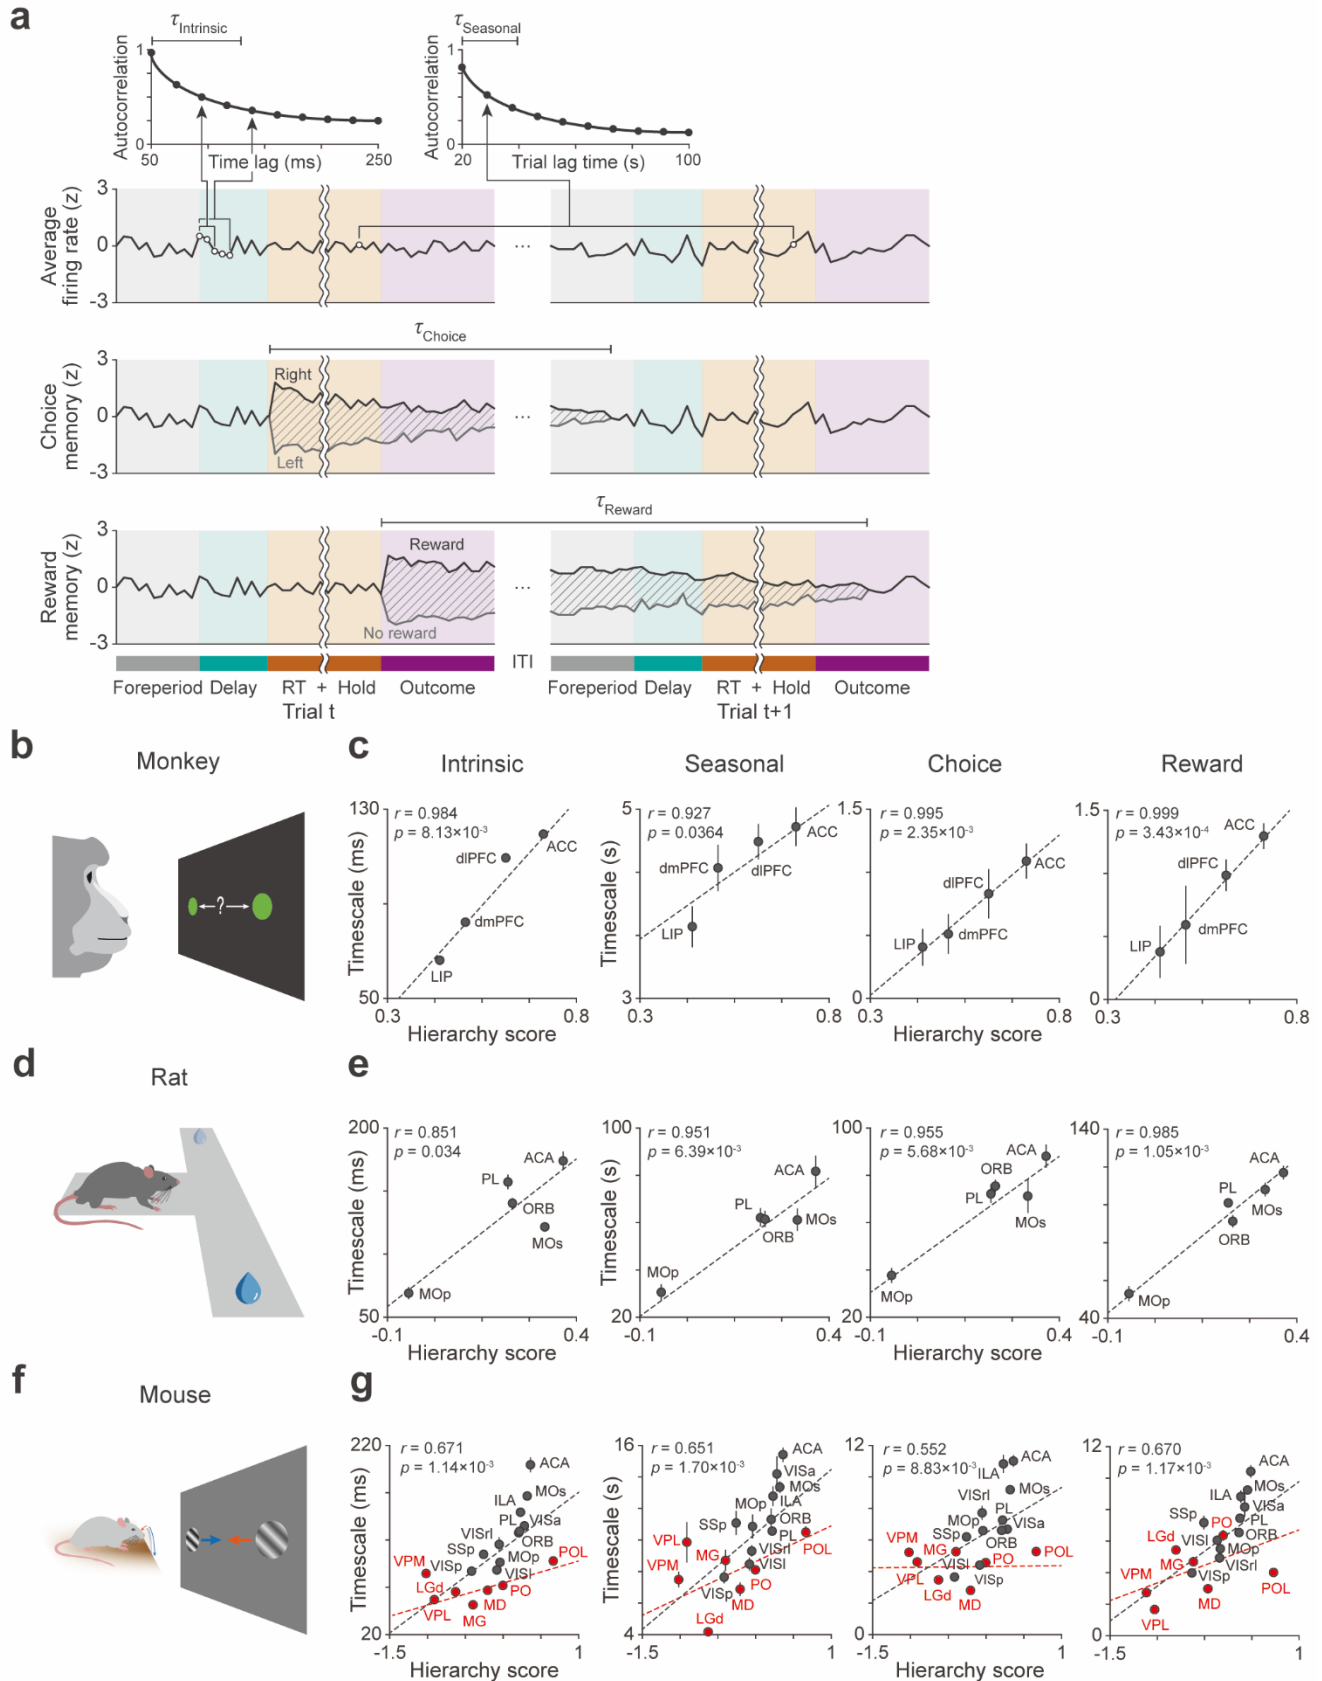 a
τIntrinsic
τSeasonal
Autocorrelation
1
0
50
Time lag (ms)
250
Autocorrelation
1
0
20
Trial lag time (s)
100
Average
firing rate (z)
3
0
-3
...
τChoice
Choice
memory (z)
3
0
-3
Right
Left
...
τReward
Reward
memory (z)
3
0
-3
Reward
No reward
...
ITI
Foreperiod Delay RT + Hold Outcome
Foreperiod Delay RT + Hold Outcome
Trial t
Trial t+1
b
Monkey
?
c
Intrinsic
Seasonal
Choice
Reward
Timescale (ms)
130
50
r = 0.984
p = 8.13×10-3
ACC
dlPFC
dmPFC
LIP
0.3
0.8
Hierarchy score
Timescale (s)
5
3
r = 0.927
p = 0.0364
ACC
dmPFC
dlPFC
LIP
0.3
0.8
1.5
0
r = 0.995
p = 2.35×10-3
ACC
dlPFC
dmPFC
LIP
0.3
0.8
Hierarchy score
1.5
0
r = 0.999
p = 3.43×10-4
ACC
dlPFC
dmPFC
LIP
0.3
0.8
d
Rat
e
Timescale (ms)
200
50
r = 0.851
p = 0.034
ACA
PL
ORB
MOs
MOp
-0.1
0.4
Hierarchy score
Timescale (s)
100
20
r = 0.951
p = 6.39×10-3
ACA
PL
MOs
ORB
MOp
-0.1
0.4
100
20
r = 0.955
p = 5.68×10-3
ACA
ORB
PL
MOs
MOp
-0.1
0.4
Hierarchy score
140
40
r = 0.985
p = 1.05×10-3
ACA
PL
MOs
ORB
MOp
-0.1
0.4
f
Mouse
g
Timescale (ms)
220
20
r = 0.671
p = 1.14×10-3
ACA
MOs
ILA
PL
VISa
VISrl
ORB
VISp
MOp
VISl
POL
VPM
LGd
PO
MD
VPL
MG
-1.5
1
Hierarchy score
Timescale (s)
16
4
r = 0.651
p = 1.70×10-3
ACA
VISa
MOs
ILA
MOp
SSp
ORB
PL
VPL
VISrl
POL
MG
VISl
VPM
PO
VISp
MD
LGd
12
0
r = 0.552
p = 8.83×10-3
ACA
ILA
MOs
VISrl
PL
MOp
SSp
VISa
ORB
VPM
MG
POL
VISl
PO
VPL
VISp
LGd
MD
-1.5
1
Hierarchy score
12
0
r = 0.670
p = 1.17×10-3
ACA
MOs
ILA
VISa
SSp
PO
PL
LGd
VISl
ORB
MOp
MG
VISrl
VPM
VISp
POL
MD
VPL
-1.5
1